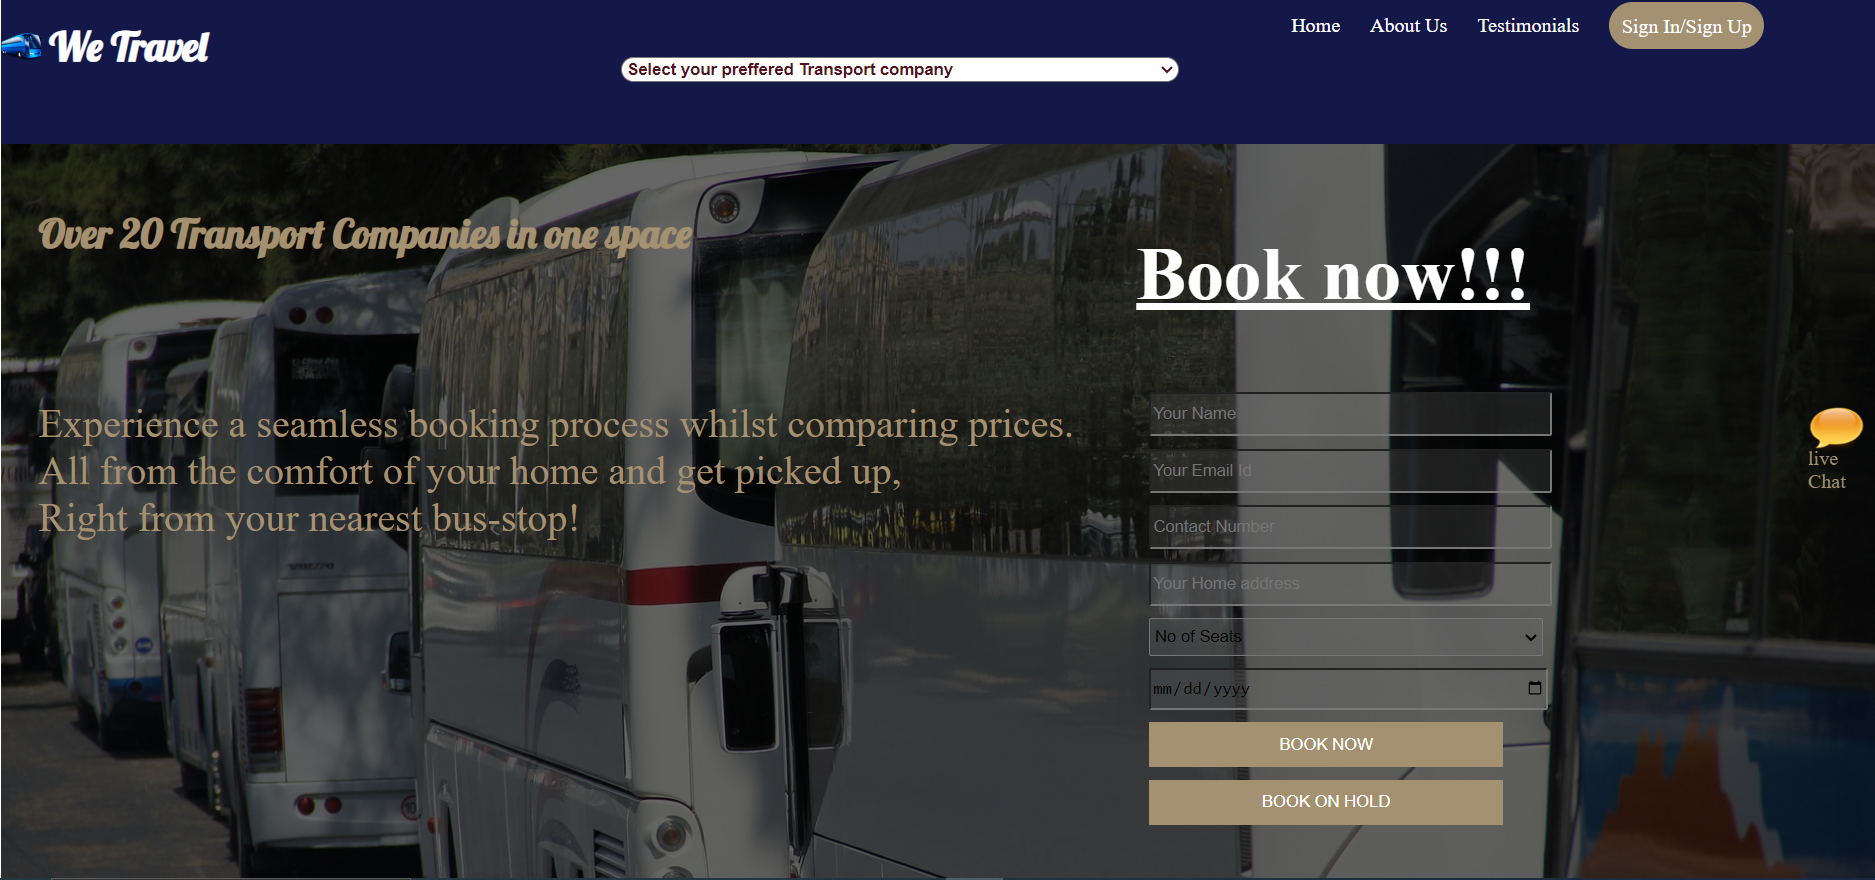 We Travel
Home
About Us
Testimonials
Sign In/Sign Up
Select your preffered Transport company
Over 20 Transport Companies in one space
Book now!!!
Experience a seamless booking process whilst comparing prices.
All from the comfort of your home and get picked up,
Right from your nearest bus-stop!
Your Name
Your Email Id
Contact Number
Your Home address
No of Seats
mm/dd/yyyy
BOOK NOW
BOOK ON HOLD
live
Chat